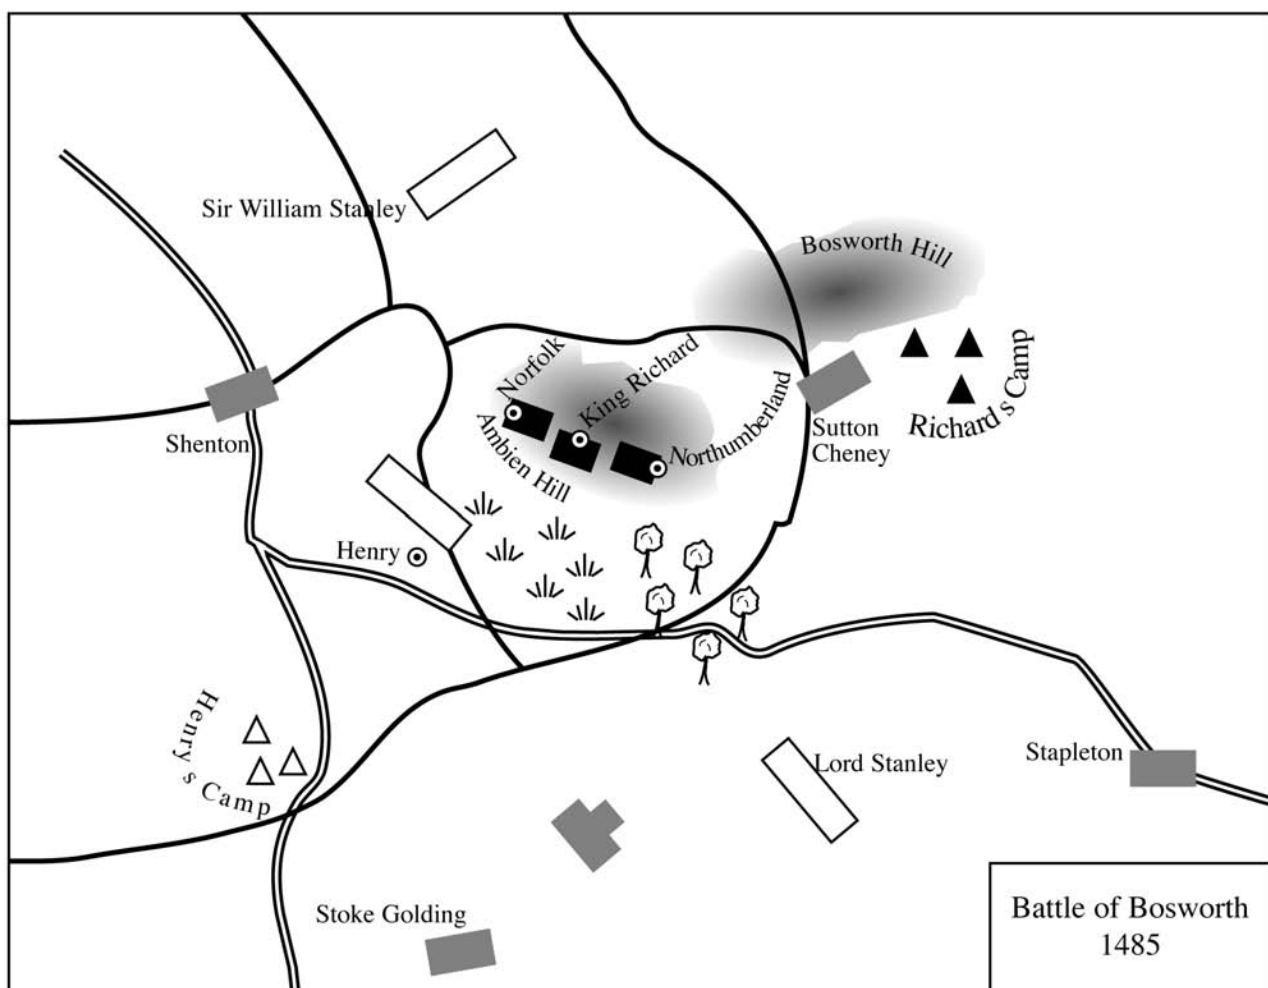 Sir William Stanley
Bosworth Hill
Norfolk
King Richard
Northumberland
Ambien Hill
Richard s Camp
Sutton
Cheney
Shenton
Henry
Henry s Camp
Lord Stanley
Stapleton
Stoke Golding
Battle of Bosworth
1485